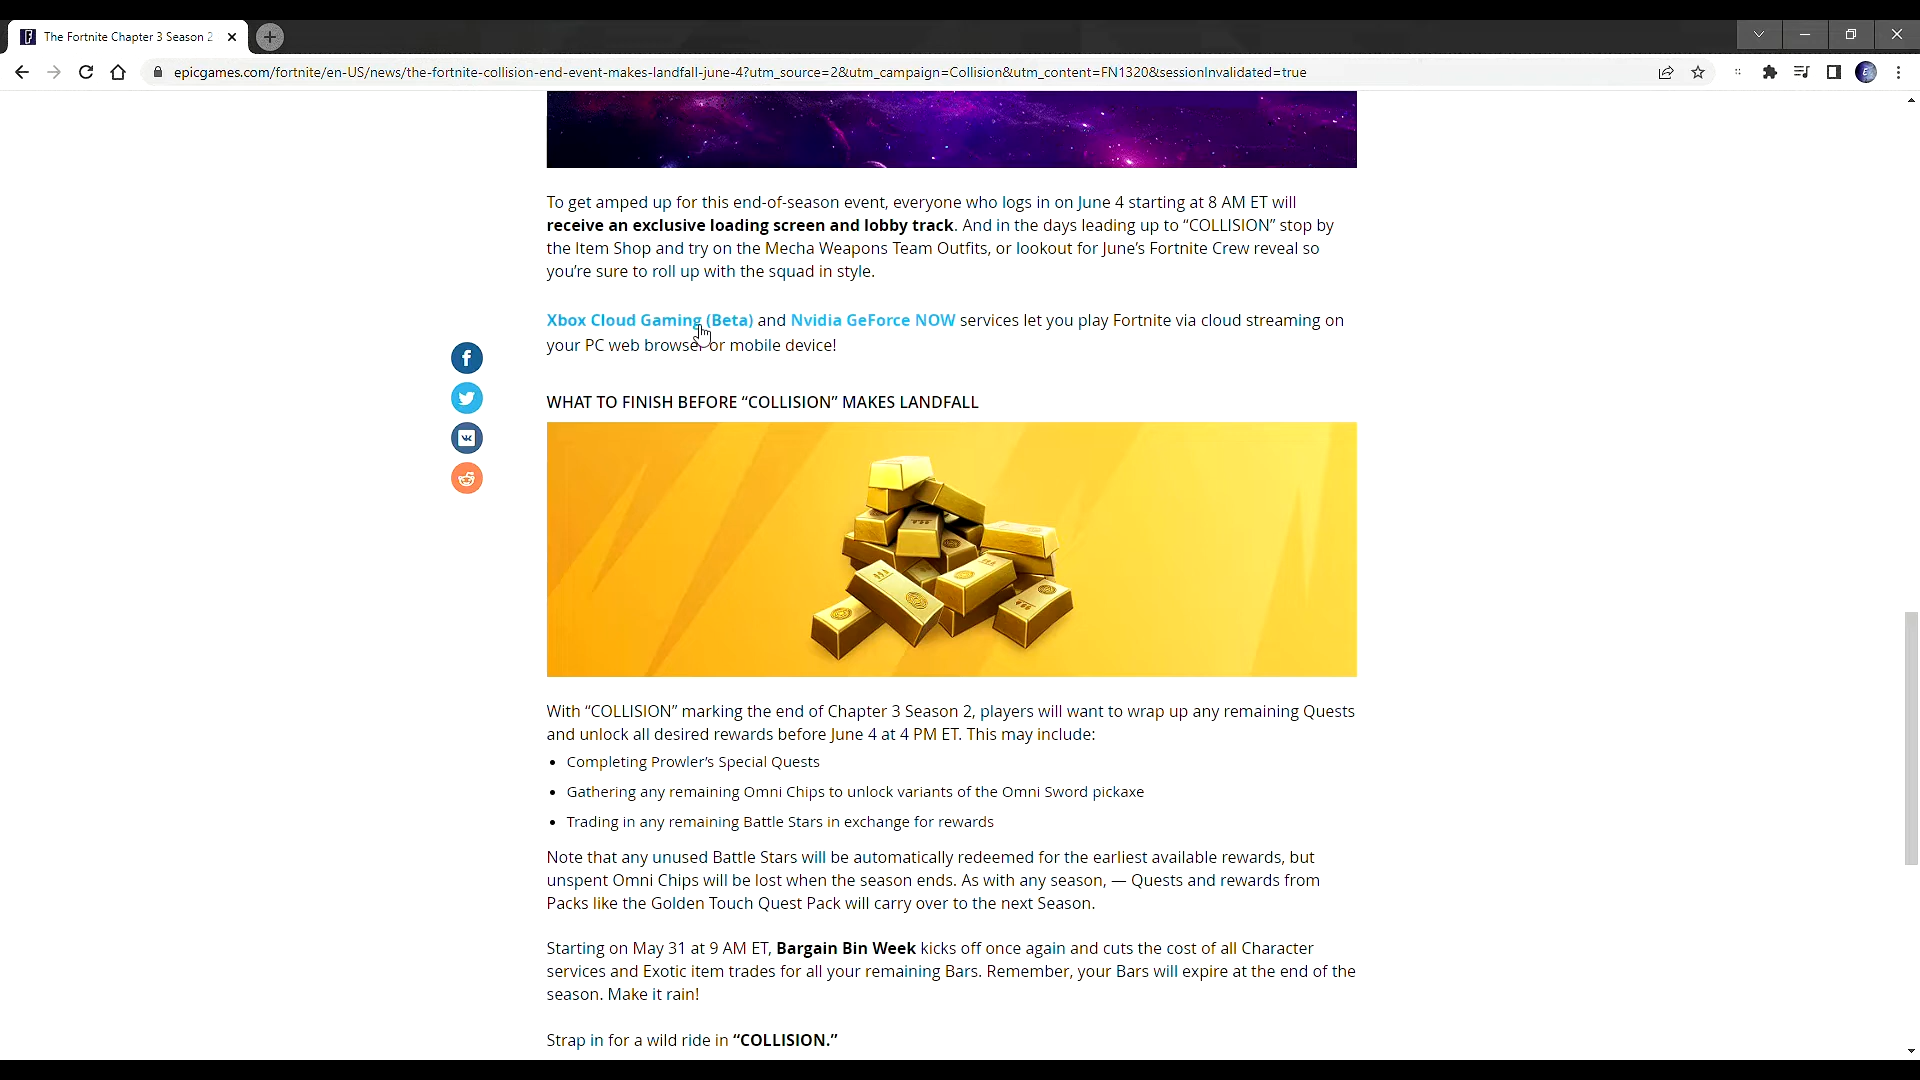 The Fortnite Chapter 3 Season 2
epicgames.com/fortnite/en-US/news/the-fortnite-collision-end-event-makes-landfall-june-4?utm_source=2&utm_campaign=Collision&utm_content=FN1320&sessionInvalidated=true
To get amped up for this end-of-season event, everyone who logs in on June 4 starting at 8 AM ET will
receive an exclusive loading screen and lobby track. And in the days leading up to “COLLISION” stop by
the Item Shop and try on the Mecha Weapons Team Outfits, or lookout for June’s Fortnite Crew reveal so
you’re sure to roll up with the squad in style.
Xbox Cloud Gaming (Beta) and Nvidia GeForce NOW services let you play Fortnite via cloud streaming on
your PC web browser or mobile device!
WHAT TO FINISH BEFORE “COLLISION” MAKES LANDFALL
With “COLLISION” marking the end of Chapter 3 Season 2, players will want to wrap up any remaining Quests
and unlock all desired rewards before June 4 at 4 PM ET. This may include:
• Completing Prowler’s Special Quests
• Gathering any remaining Omni Chips to unlock variants of the Omni Sword pickaxe
• Trading in any remaining Battle Stars in exchange for rewards
Note that any unused Battle Stars will be automatically redeemed for the earliest available rewards, but
unspent Omni Chips will be lost when the season ends. As with any season, — Quests and rewards from
Packs like the Golden Touch Quest Pack will carry over to the next Season.
Starting on May 31 at 9 AM ET, Bargain Bin Week kicks off once again and cuts the cost of all Character
services and Exotic item trades for all your remaining Bars. Remember, your Bars will expire at the end of the
season. Make it rain!
Strap in for a wild ride in “COLLISION.”